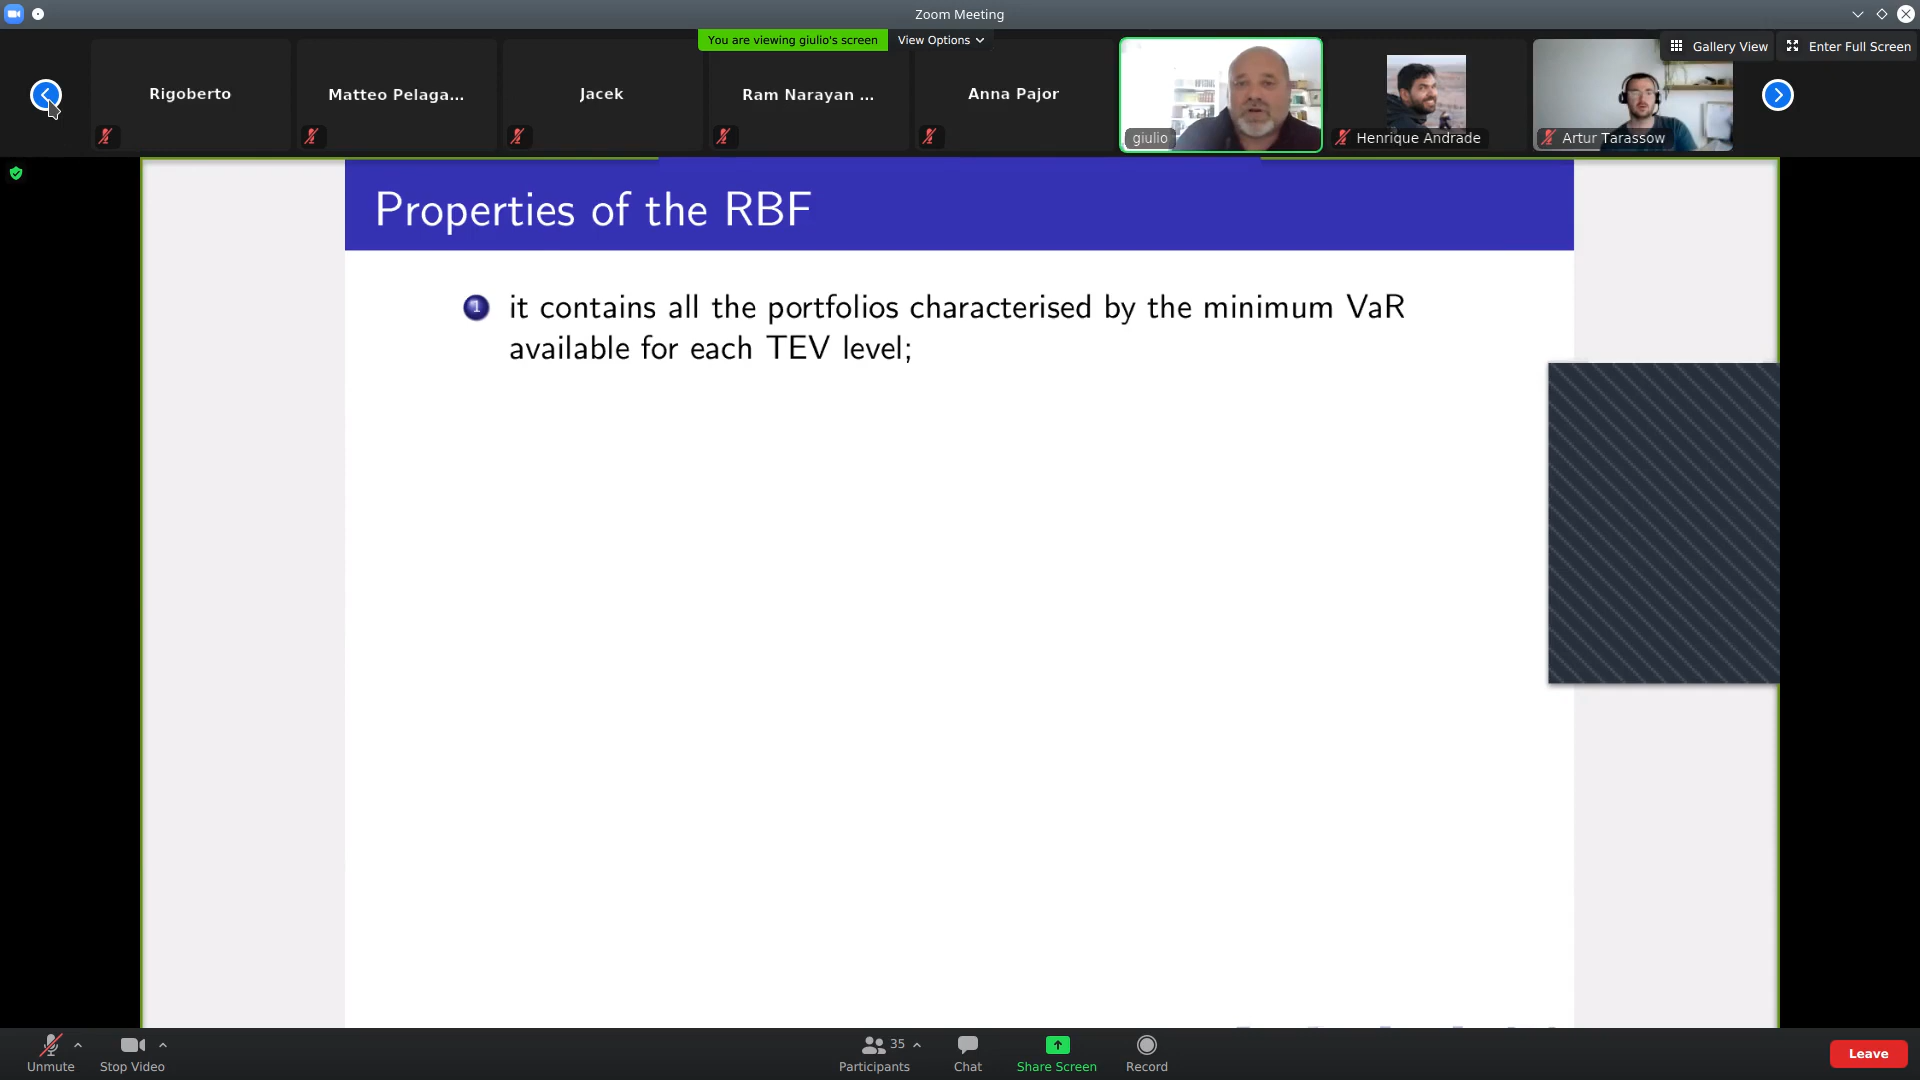 Zoom Meeting
You are viewing giulio's screen
View Options
Gallery View
Enter Full Screen
Rigoberto
Matteo Pelaga...
Jacek
Ram Narayan ...
Anna Pajor
giulio
Henrique Andrade
Artur Tarassow
Properties of the RBF
1 it contains all the portfolios characterised by the minimum VaR
available for each TEV level;
Unmute
Stop Video
35
Participants
Chat
Share Screen
Record
Leave